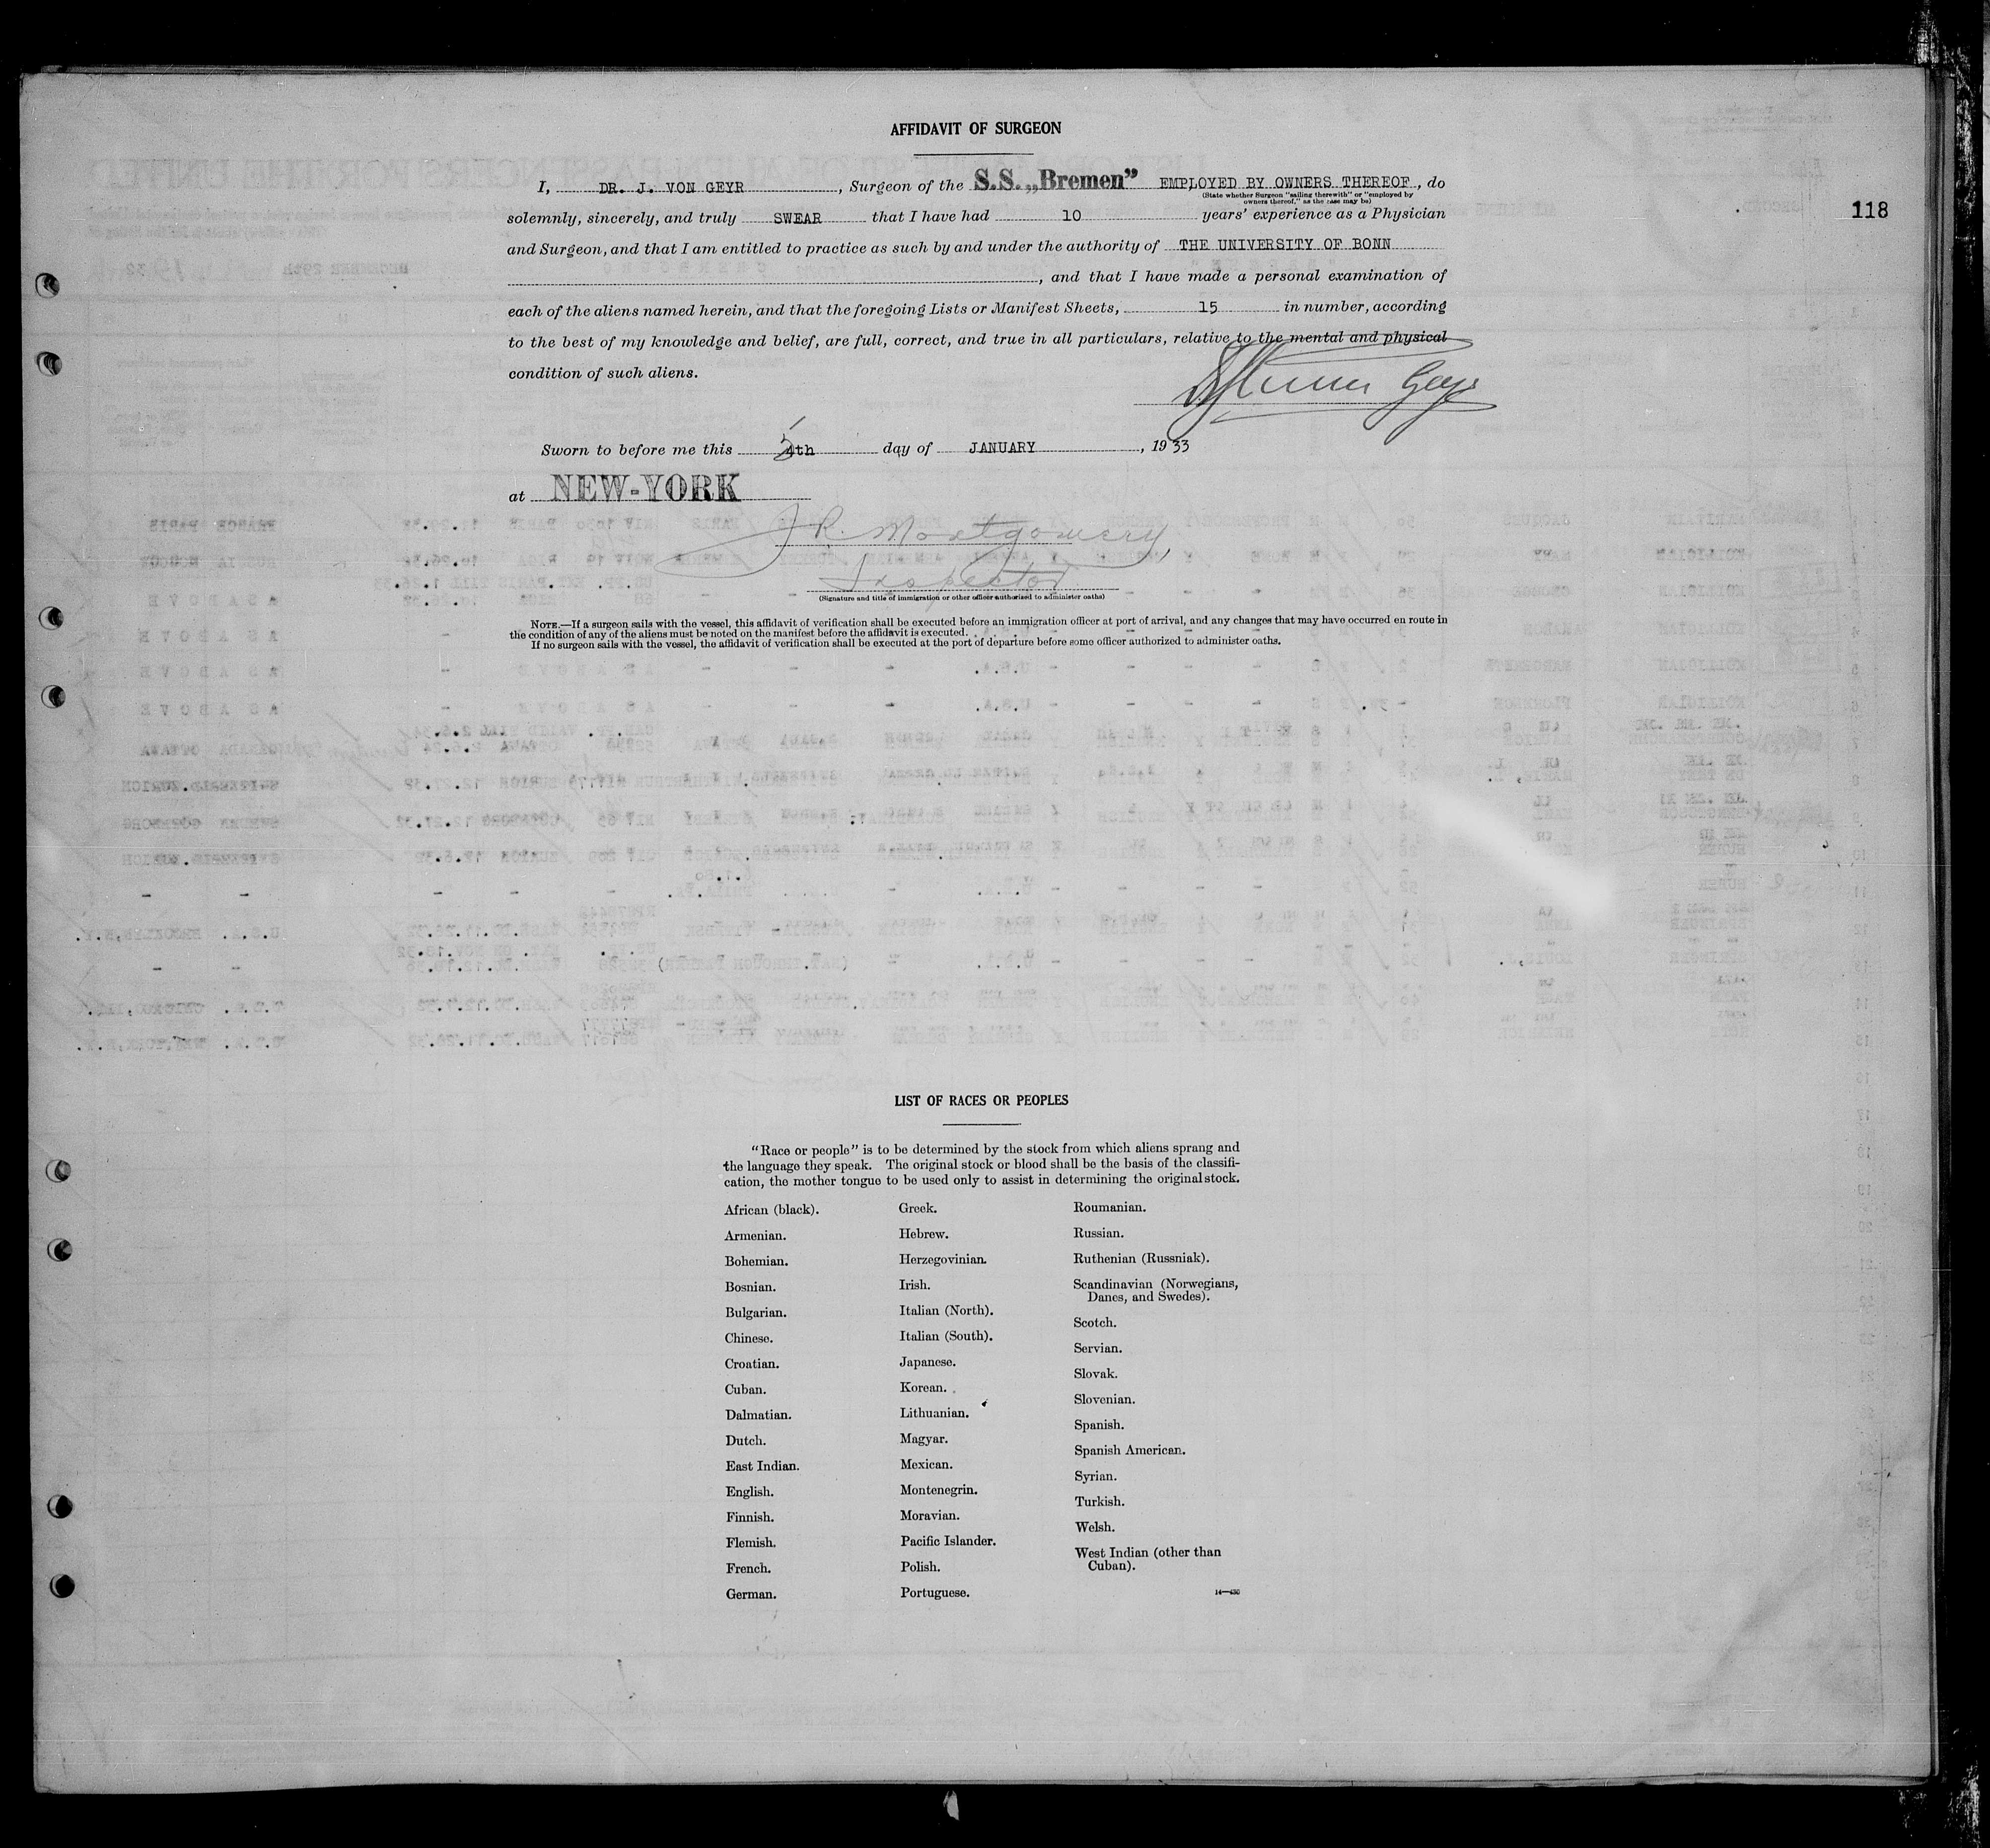 AFFIDAVIT OF SURGEON
I, DR. J. VON GEYR, Surgeon of the S.S. „Bremen” EMPLOYED BY OWNERS THEREOF, do
(State whether Surgeon "sailing therewith" or "employed by
owners thereof," as the case may be)
118
solemnly, sincerely, and truly SWEAR that I have had 10 years' experience as a Physician
and Surgeon, and that I am entitled to practice as such by and under the authority of THE UNIVERSITY OF BONN
, and that I have made a personal examination of
each of the aliens named herein, and that the foregoing Lists or Manifest Sheets, 15 in number, according
to the best of my knowledge and belief, are full, correct, and true in all particulars, relative to the mental and physical
condition of such aliens.
Sworn to before me this 5th day of JANUARY, 1933
at NEW-YORK
J. R. Montgomery
Inspector
(Signature and title of immigration or other officer authorized to administer oaths)
NOTE.—If a surgeon sails with the vessel, this affidavit of verification shall be executed before an immigration officer at port of arrival, and any changes that may have occurred en route in
the condition of any of the aliens must be noted on the manifest before the affidavit is executed.
If no surgeon sails with the vessel, the affidavit of verification shall be executed at the port of departure before some officer authorized to administer oaths.
LIST OF RACES OR PEOPLES
"Race or people" is to be determined by the stock from which aliens sprang and
the language they speak. The original stock or blood shall be the basis of the classifi-
cation, the mother tongue to be used only to assist in determining the original stock.
African (black).
Armenian.
Bohemian.
Bosnian.
Bulgarian.
Chinese.
Croatian.
Cuban.
Dalmatian.
Dutch.
East Indian.
English.
Finnish.
Flemish.
French.
German.
Greek.
Hebrew.
Herzegovinian.
Irish.
Italian (North).
Italian (South).
Japanese.
Korean.
Lithuanian.
Magyar.
Mexican.
Montenegrin.
Moravian.
Pacific Islander.
Polish.
Portuguese.
Roumanian.
Russian.
Ruthenian (Russniak).
Scandinavian (Norwegians,
Danes, and Swedes).
Scotch.
Servian.
Slovak.
Slovenian.
Spanish.
Spanish American.
Syrian.
Turkish.
Welsh.
West Indian (other than
Cuban).